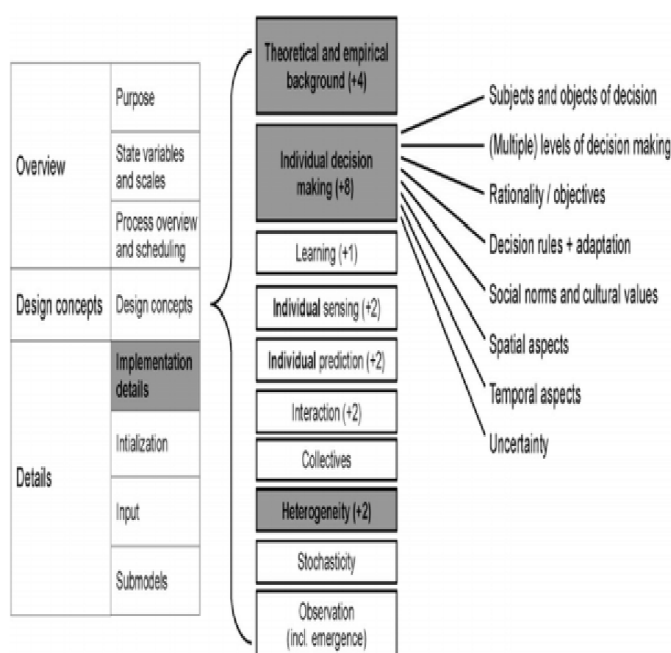 Overview
Purpose
State variables
and scales
Process overview
and scheduling
Design concepts
Design concepts
Details
Implementation
details
Intialization
Input
Submodels
Theoretical and empirical
background (+4)
Individual decision
making (+8)
Learning (+1)
Individual sensing (+2)
Individual prediction (+2)
Interaction (+2)
Collectives
Heterogeneity (+2)
Stochasticity
Observation
(incl. emergence)
Subjects and objects of decision
(Multiple) levels of decision making
Rationality / objectives
Decision rules + adaptation
Social norms and cultural values
Spatial aspects
Temporal aspects
Uncertainty